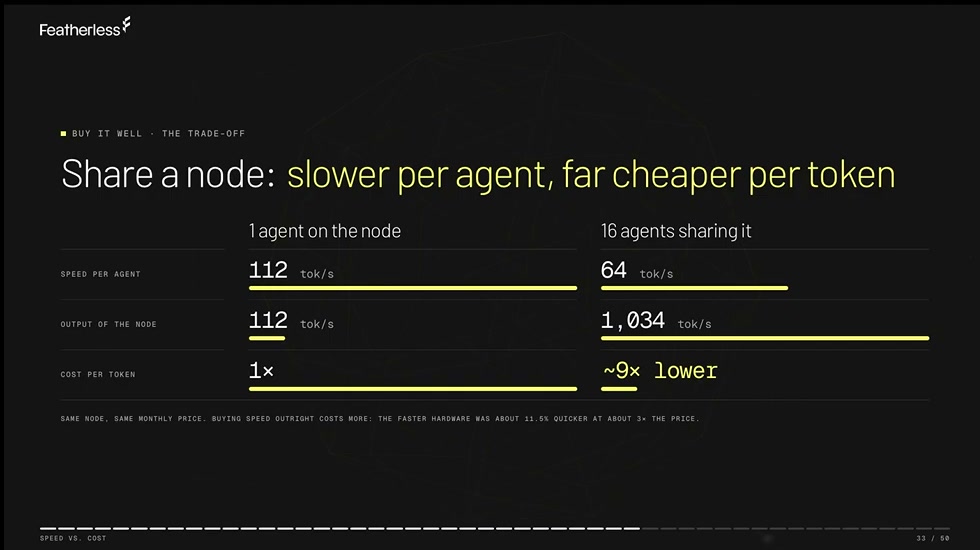 Featherless
BUY IT WELL · THE TRADE-OFF
Share a node: slower per agent, far cheaper per token
1 agent on the node
16 agents sharing it
SPEED PER AGENT
112 tok/s
64 tok/s
OUTPUT OF THE NODE
112 tok/s
1,034 tok/s
COST PER TOKEN
1×
~9× lower
SAME NODE, SAME MONTHLY PRICE. BUYING SPEED OUTRIGHT COSTS MORE: THE FASTER HARDWARE WAS ABOUT 11.5% QUICKER AT ABOUT 3× THE PRICE.
SPEED VS. COST
33 / 50